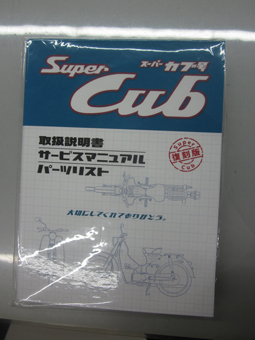 Super スーパーカブ号
Cub
取扱説明書
サービスマニュアル
パーツリスト
Super
復刻版
Cub
大切にしてくれてありがとう。